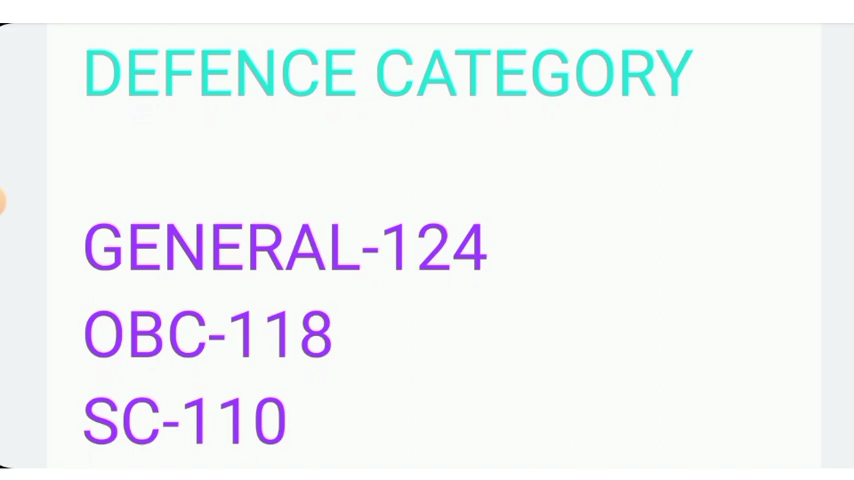 DEFENCE CATEGORY
GENERAL-124
OBC-118
SC-110